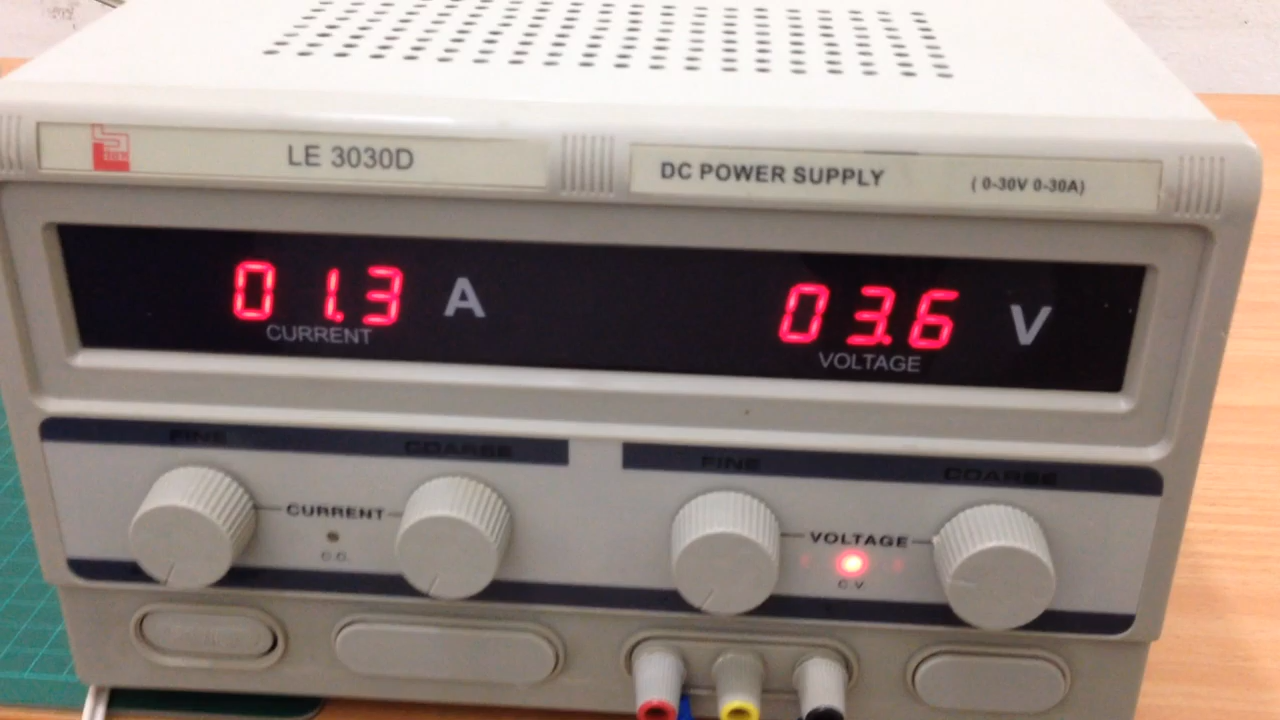 LE 3030D
DC POWER SUPPLY
( 0-30V 0-30A)
01.3 A
CURRENT
03.6 V
VOLTAGE
FINE
COARSE
FINE
COARSE
CURRENT
C.C.
VOLTAGE
C.V